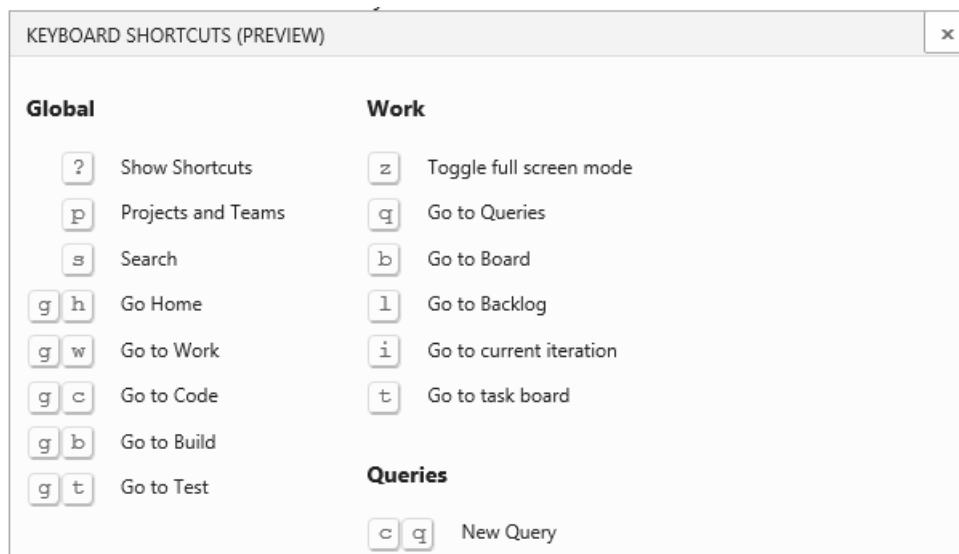 KEYBOARD SHORTCUTS (PREVIEW)
Global
? Show Shortcuts
p Projects and Teams
s Search
g h Go Home
g w Go to Work
g c Go to Code
g b Go to Build
g t Go to Test
Work
z Toggle full screen mode
q Go to Queries
b Go to Board
l Go to Backlog
i Go to current iteration
t Go to task board
Queries
c q New Query